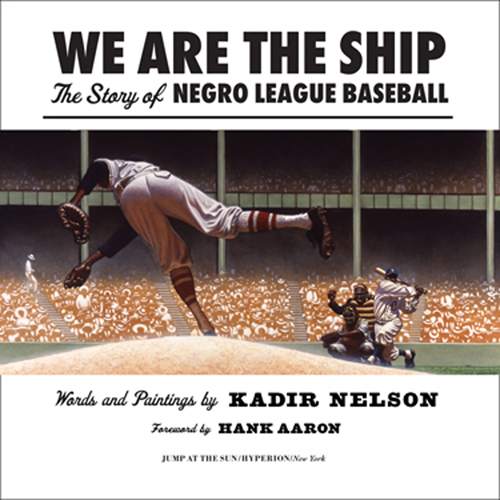 WE ARE THE SHIP
The Story of NEGRO LEAGUE BASEBALL
Words and Paintings by KADIR NELSON
Foreword by HANK AARON
JUMP AT THE SUN/HYPERION/New York